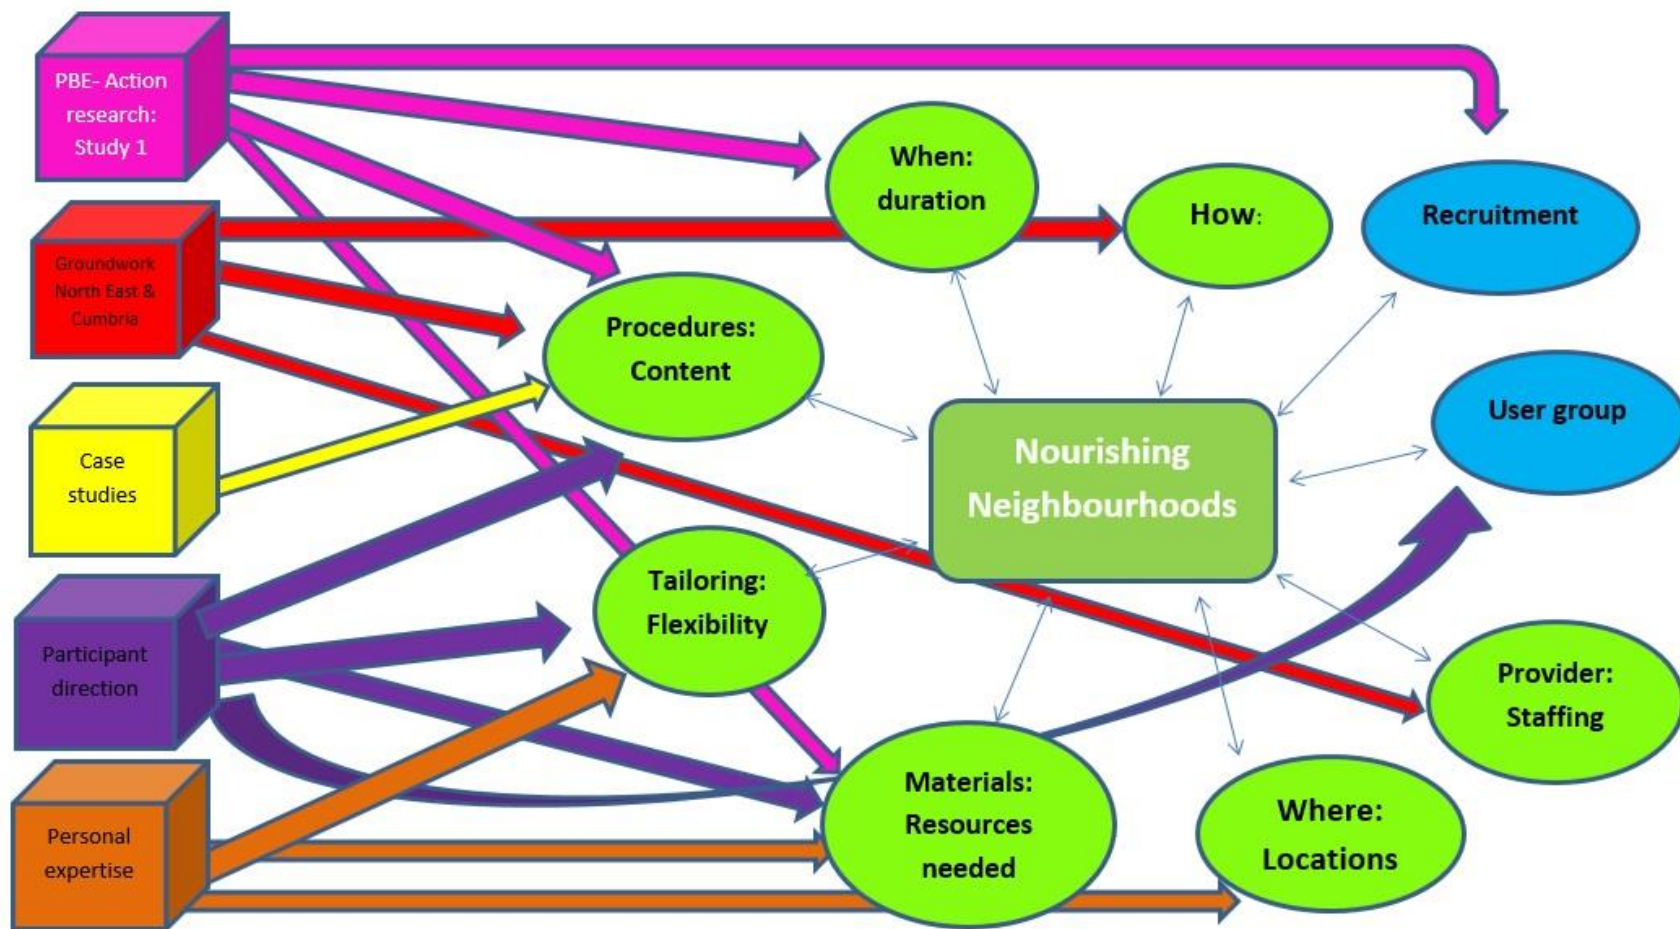 PBE- Action
research:
Study 1
Groundwork
North East &
Cumbria
Case
studies
Participant
direction
Personal
expertise
When:
duration
How:
Recruitment
Procedures:
Content
User group
Nourishing
Neighbourhoods
Tailoring:
Flexibility
Provider:
Staffing
Materials:
Resources
needed
Where:
Locations